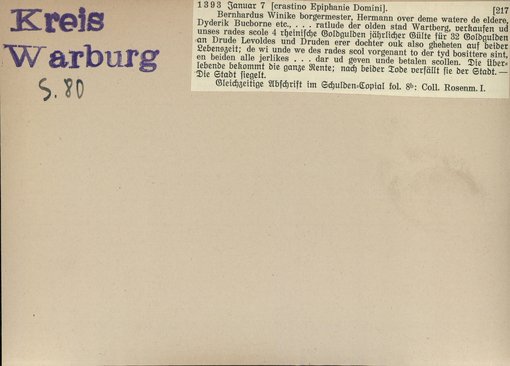 Kreis
Warburg
S. 80
1393 Januar 7 [crastino Epiphanie Domini]. [217
Bernhardus Winike borgermester, Hermann over deme watere de eldere,
Dyderik Bucborne etc., . . . ratlude der olden stad Wartberg, verkaufen ud
unses rades scole 4 rheinische Goldgulden jährlicher Gülte für 32 Goldgulden
an Drude Levoldes und Druden erer dochter ouk also gheheten auf beider
Lebenszeit; de wi unde we des rades scol vorgenant to der tyd bosittere sint,
en beiden alle jerlikes . . . dar ud geven unde betalen scollen. Die Über-
lebende bekommt die ganze Rente; nach beider Tode verfällt sie der Stadt. —
Die Stadt siegelt.
Gleichzeitige Abschrift im Schulden-Copial fol. 8ᵇ: Coll. Rosenm. I.